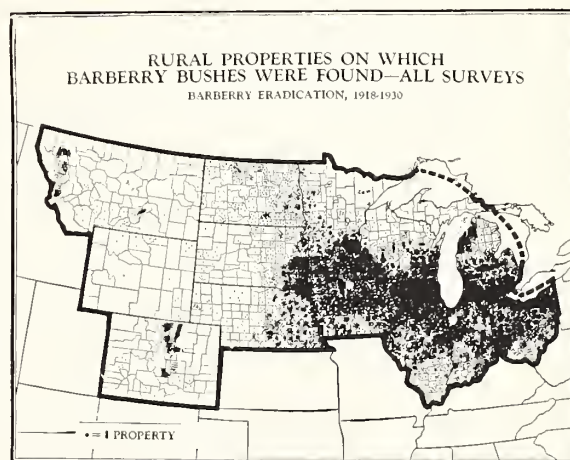 RURAL PROPERTIES ON WHICH
BARBERRY BUSHES WERE FOUND—ALL SURVEYS
BARBERRY ERADICATION, 1918-1930
• = 1 PROPERTY